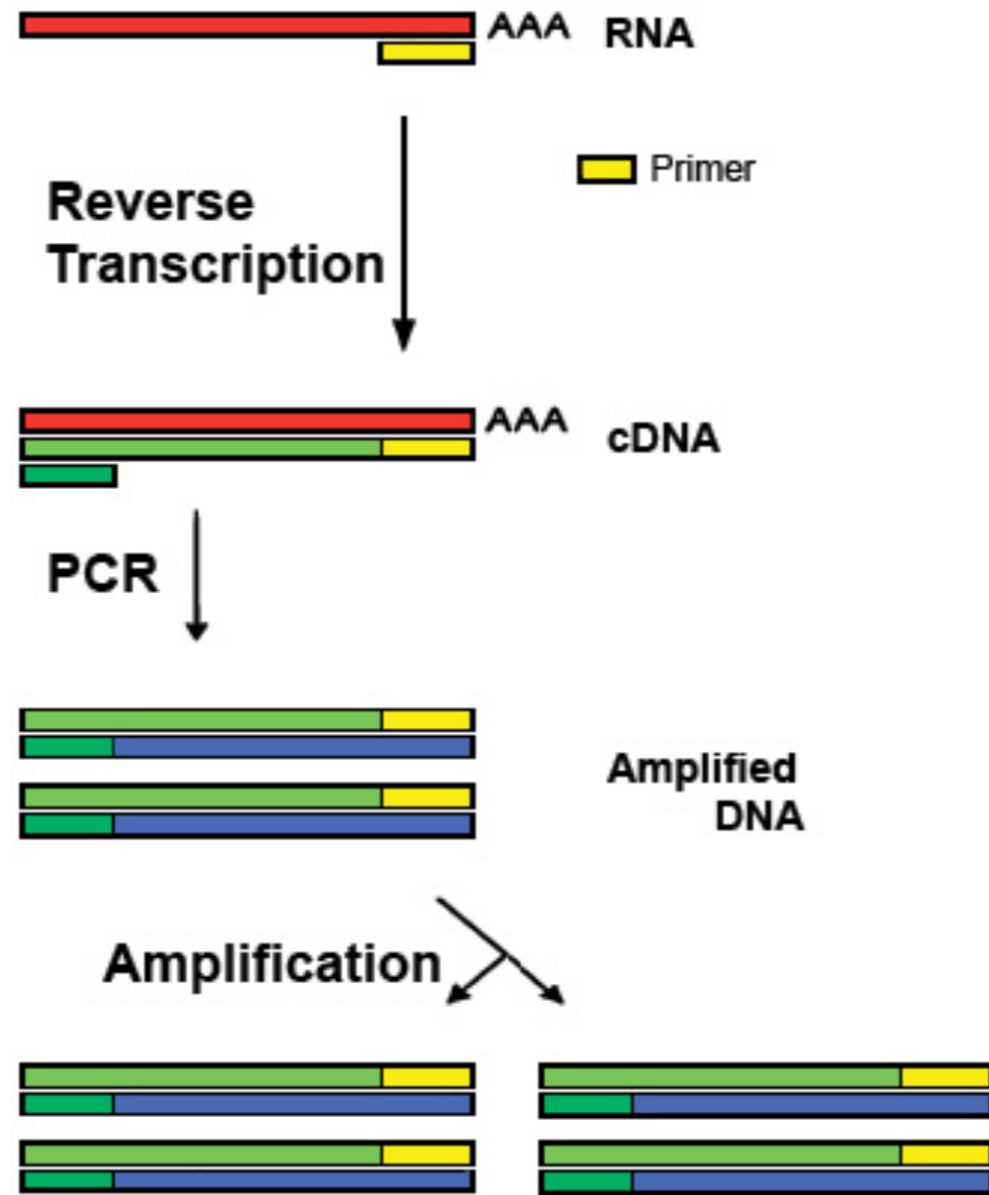 AAA RNA
Primer
Reverse
Transcription
AAA cDNA
PCR
Amplified
DNA
Amplification